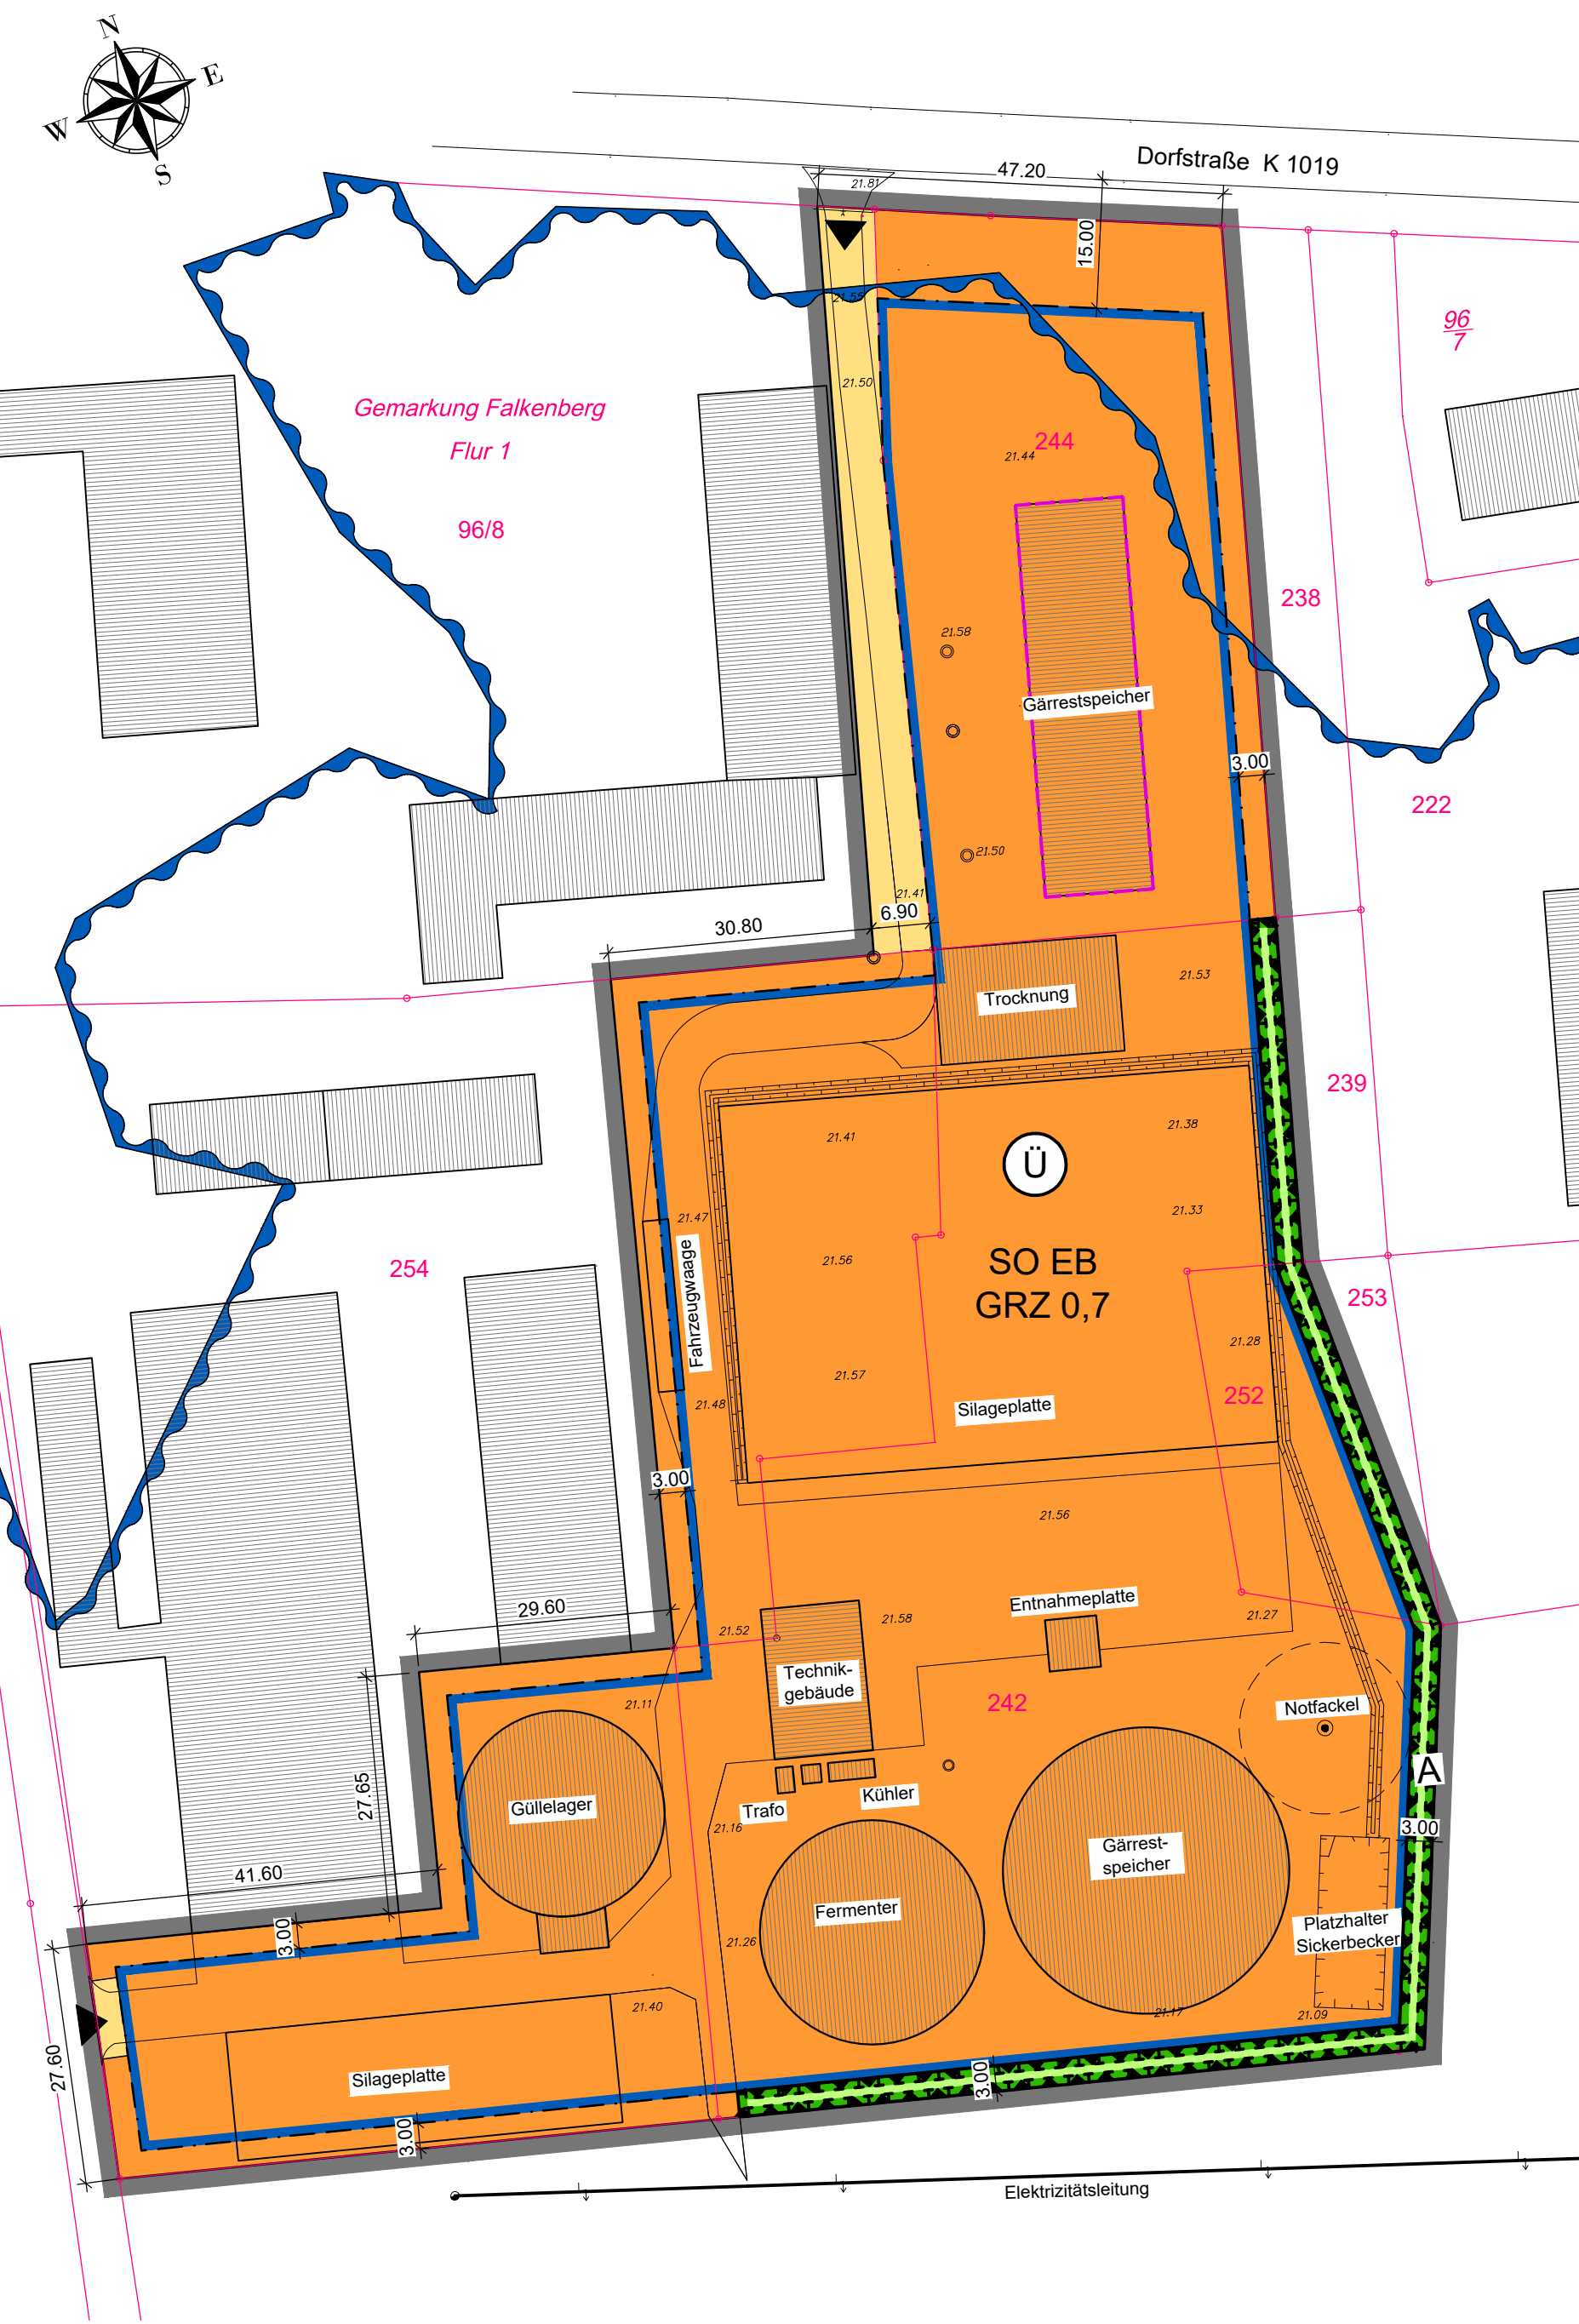 N
E
W
S
Dorfstraße K 1019
47.20
21.81
15.00
21.55
96
7
21.50
Gemarkung Falkenberg
Flur 1
244
21.44
96/8
238
21.58
Gärrestspeicher
3.00
222
21.50
21.41
6.90
30.80
21.53
Trocknung
239
21.41
21.38
Ü
21.47
21.33
Fahrzeugwaage
21.56
SO EB
254
GRZ 0,7
253
21.28
21.57
252
21.48
Silageplatte
3.00
21.56
29.60
Entnahmeplatte
21.58
21.27
21.52
Technik-
gebäude
21.11
242
Notfackel
A
27.65
Güllelager
Trafo
Kühler
21.16
3.00
Gärrest-
speicher
41.60
Fermenter
Platzhalter
Sickerbecker
3.00
21.26
21.40
21.17
21.09
27.60
Silageplatte
3.00
3.00
Elektrizitätsleitung